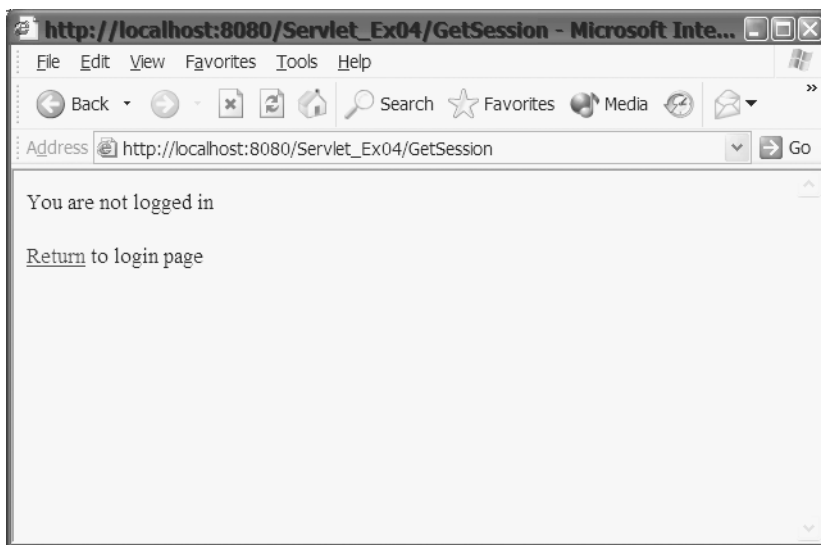 http://localhost:8080/Servlet_Ex04/GetSession - Microsoft Inte...
File Edit View Favorites Tools Help
Back Search Favorites Media »
Address http://localhost:8080/Servlet_Ex04/GetSession Go
You are not logged in
Return to login page